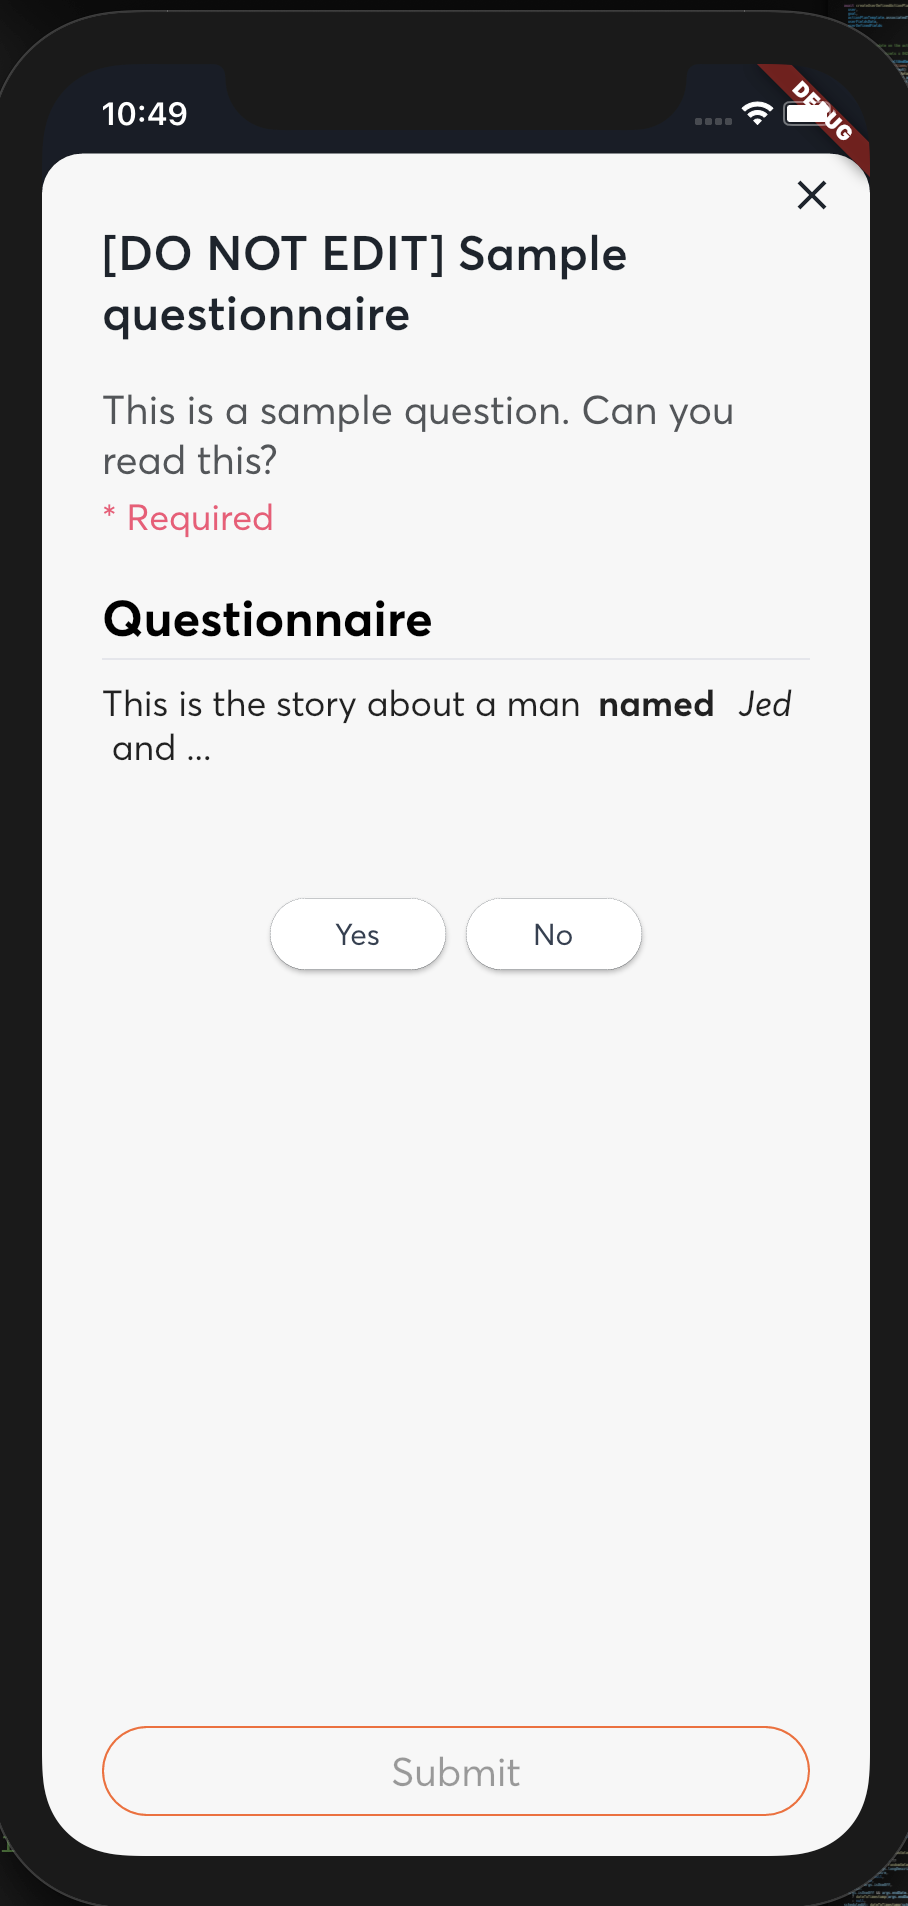 10:49
DEBUG
[DO NOT EDIT] Sample
questionnaire
This is a sample question. Can you
read this?
* Required
Questionnaire
This is the story about a man named Jed
and ...
Yes No
Submit